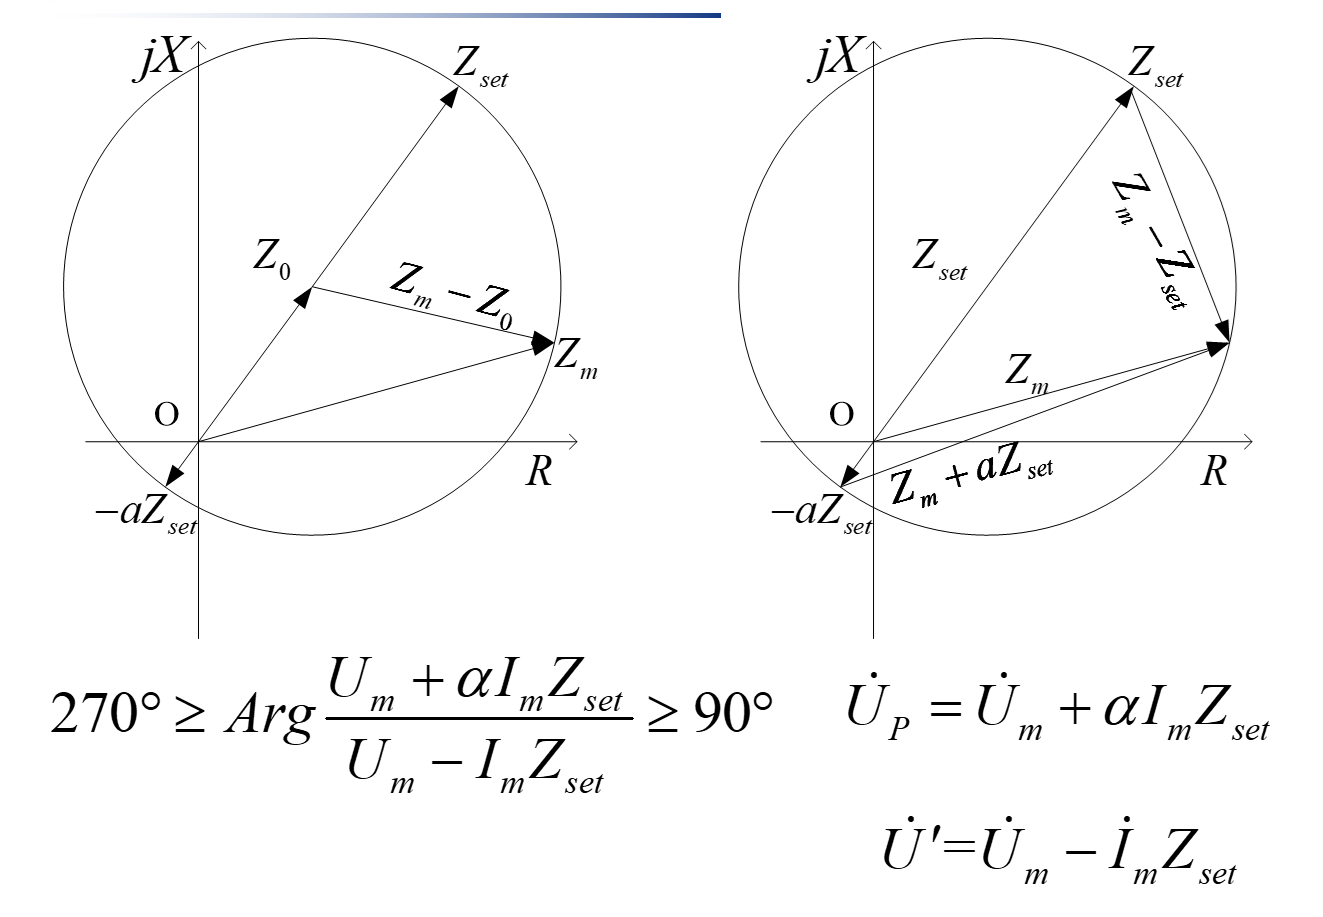 jX
Z_set
Z_0
Z_m − Z_0
Z_m
O
R
−aZ_set
jX
Z_set
Z_set
Z_m − Z_set
Z_m
O
Z_m + aZ_set
R
−aZ_set
270° ≥ Arg (U_m + αI_m Z_set)/(U_m − I_m Z_set) ≥ 90°
U̇_P = U̇_m + αI_m Z_set
U̇′ = U̇_m − İ_m Z_set